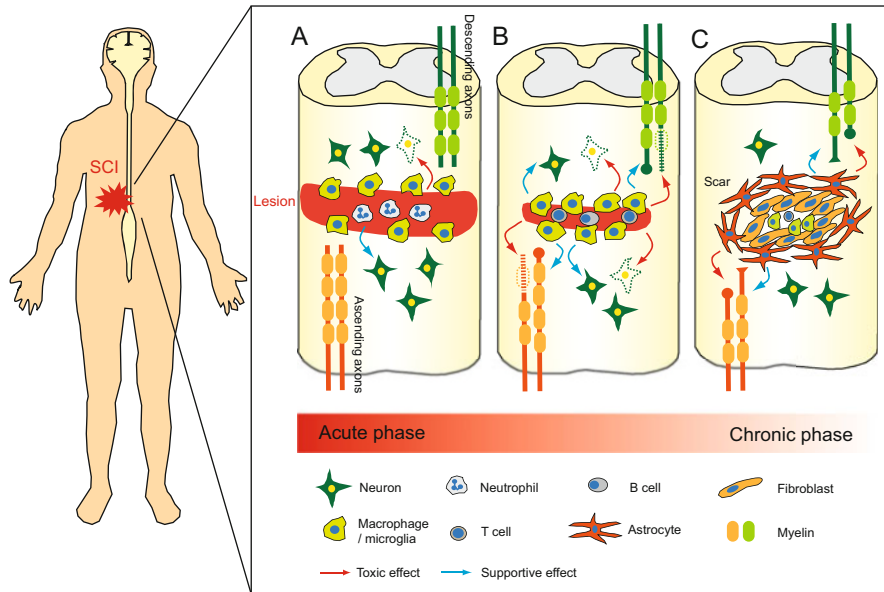 SCI
A
B
C
Descending axons
Lesion
Scar
Ascending axons
Acute phase
Chronic phase
Neuron
Neutrophil
B cell
Fibroblast
Macrophage
/ microglia
T cell
Astrocyte
Myelin
Toxic effect
Supportive effect